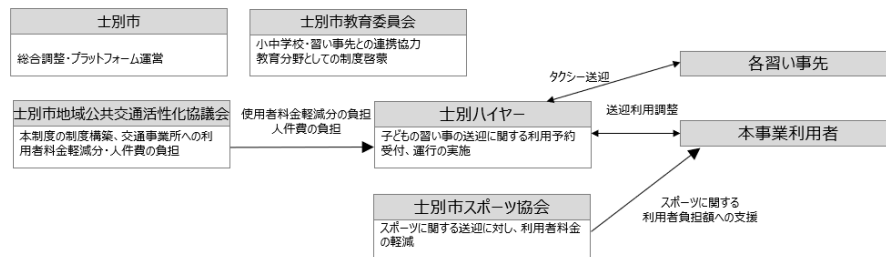 士別市
総合調整・プラットフォーム運営
士別市教育委員会
小中学校・習い事先との連携協力
教育分野としての制度啓蒙
各習い事先
タクシー送迎
士別市地域公共交通活性化協議会
本制度の制度構築、交通事業所への利
用者料金軽減分・人件費の負担
使用者料金軽減分の負担
人件費の負担
士別ハイヤー
子どもの習い事の送迎に関する利用予約
受付、運行の実施
送迎利用調整
本事業利用者
士別市スポーツ協会
スポーツに関する送迎に対し、利用者料金
の軽減
スポーツに関する
利用者負担額への支援